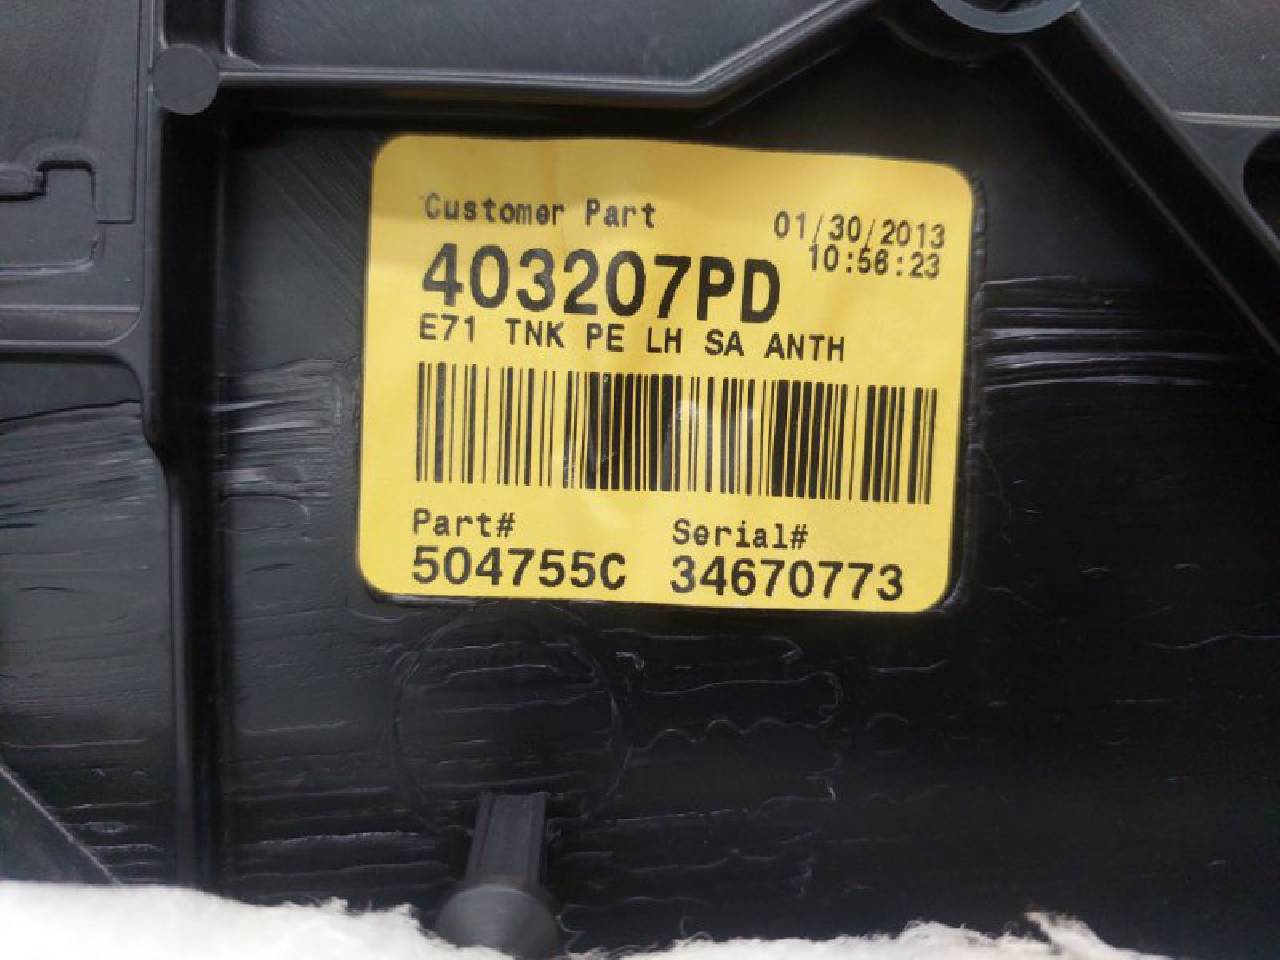 Customer Part
01/30/2013
10:56:23
403207PD
E71 TNK PE LH SA ANTH
Part# Serial#
504755C 34670773